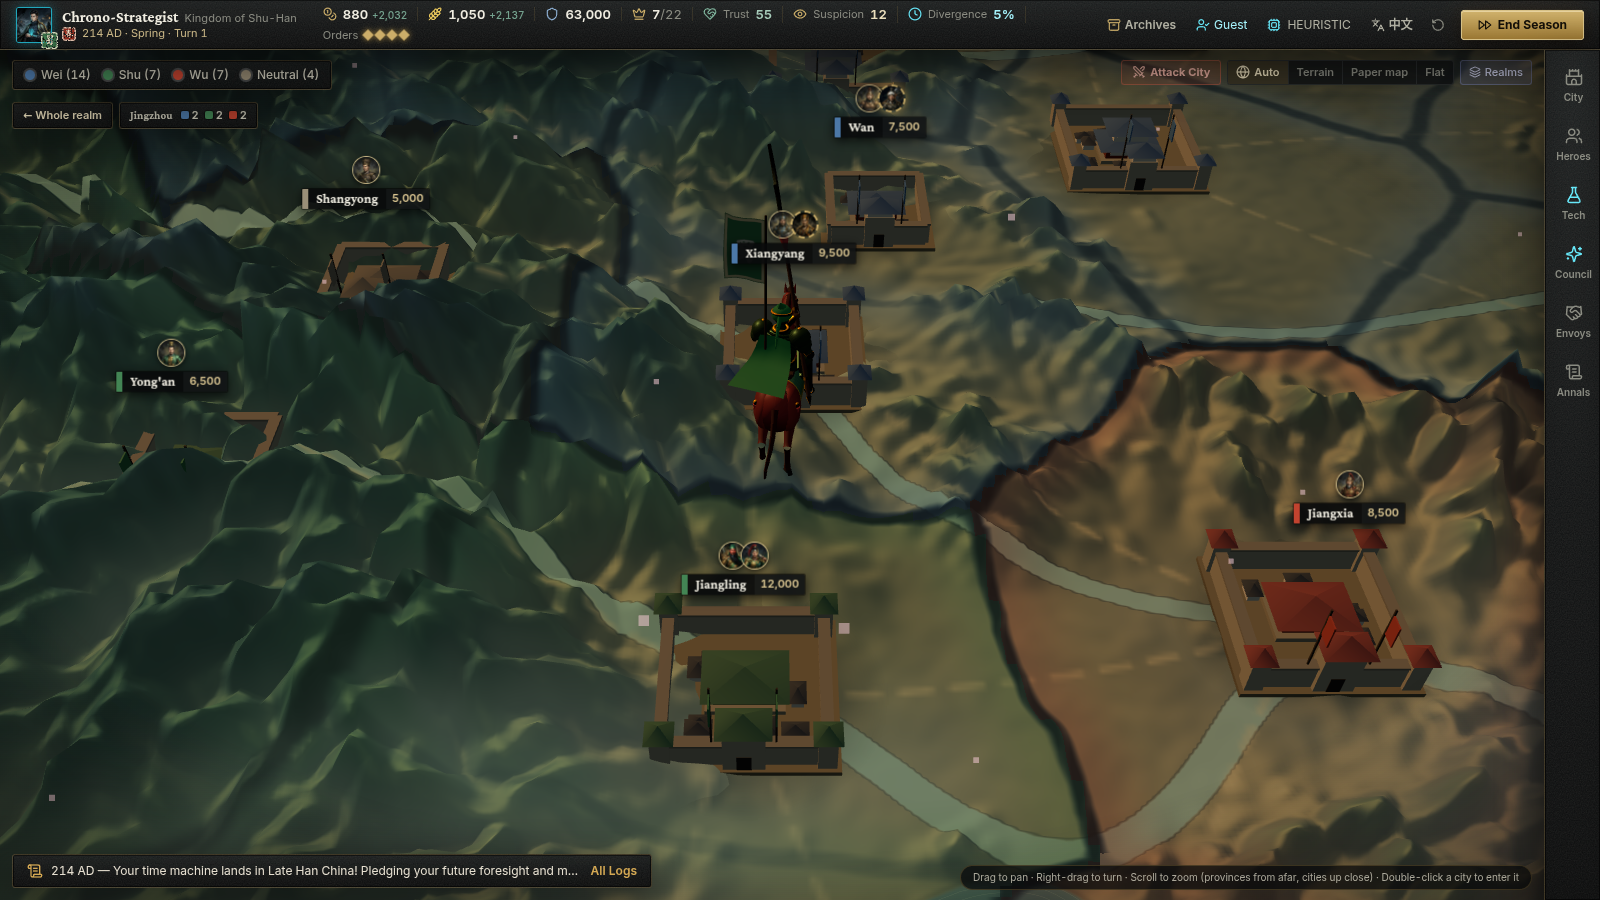 Chrono-Strategist Kingdom of Shu-Han
214 AD · Spring · Turn 1
880 +2,032
1,050 +2,137
63,000
7/22
Trust 55
Suspicion 12
Divergence 5%
Orders
Archives
Guest
HEURISTIC
中文
End Season
Wei (14)
Shu (7)
Wu (7)
Neutral (4)
Attack City
Auto
Terrain
Paper map
Flat
Realms
← Whole realm
Jingzhou 2 2 2
City
Heroes
Tech
Council
Envoys
Annals
Wan 7,500
Shangyong 5,000
Xiangyang 9,500
Yong'an 6,500
Jiangxia 8,500
Jiangling 12,000
214 AD — Your time machine lands in Late Han China! Pledging your future foresight and m...
All Logs
Drag to pan · Right-drag to turn · Scroll to zoom (provinces from afar, cities up close) · Double-click a city to enter it